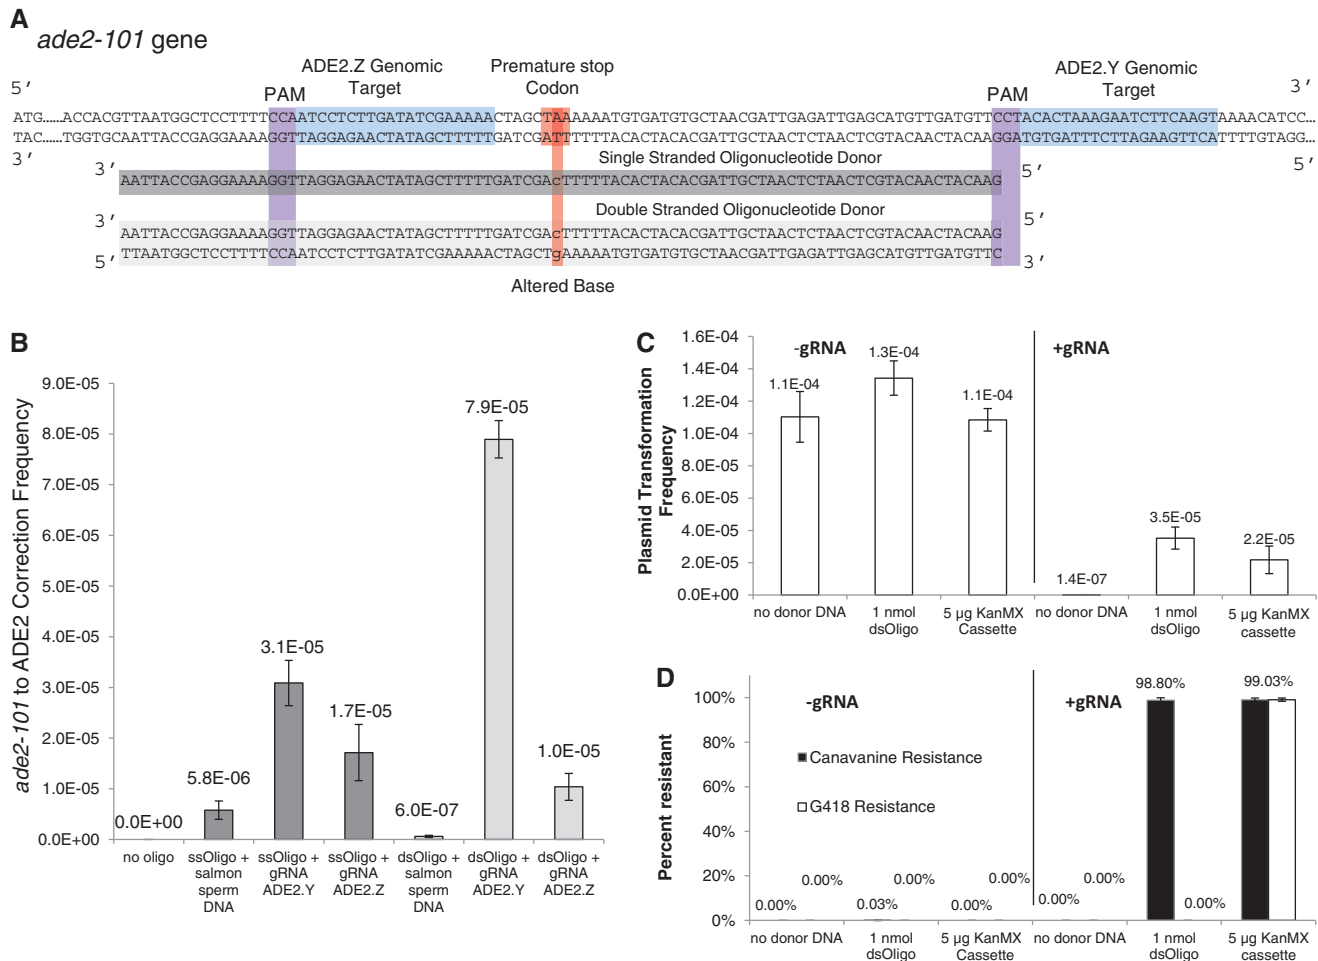 A
ade2-101 gene
ADE2.Z Genomic
Target
Premature stop
Codon
ADE2.Y Genomic
Target
5′
PAM
PAM
3′
ATG……ACCACGTTAATGGCTCCTTTTCCAATCCTCTTGATATCGAAAAACTAGCTAAAAAATGTGATGTGCTAACGATTGAGATTGAGCATGTTGATGTTCCTACACTAAAGAATCTTCAAGTAAAACATCC…
TAC……TGGTGCAATTACCGAGGAAAAGGTTAGGAGAACTATAGCTTTTTGATCGATTTTTTACACTACACGATTGCTAACTCTAACTCGTACAACTACAAGGATGTGATTTCTTAGAAGTTCATTTTGTAGG…
3′
5′
Single Stranded Oligonucleotide Donor
3′
5′
AATTACCGAGGAAAAGGTTAGGAGAACTATAGCTTTTTGATCGAcTTTTTACACTACACGATTGCTAACTCTAACTCGTACAACTACAAG
Double Stranded Oligonucleotide Donor
3′
5′
AATTACCGAGGAAAAGGTTAGGAGAACTATAGCTTTTTGATCGAcTTTTTACACTACACGATTGCTAACTCTAACTCGTACAACTACAAG
TTAATGGCTCCTTTTCCAATCCTCTTGATATCGAAAAACTAGCTgAAAAATGTGATGTGCTAACGATTGAGATTGAGCATGTTGATGTTC
5′
3′
Altered Base
B
ade2-101 to ADE2 Correction Frequency
9.0E-05
8.0E-05
7.0E-05
6.0E-05
5.0E-05
4.0E-05
3.0E-05
2.0E-05
1.0E-05
0.0E+00
0.0E+00
5.8E-06
3.1E-05
1.7E-05
6.0E-07
7.9E-05
1.0E-05
no oligo
ssOligo +
salmon
sperm
DNA
ssOligo +
gRNA
ADE2.Y
ssOligo +
gRNA
ADE2.Z
dsOligo +
salmon
sperm
DNA
dsOligo +
gRNA
ADE2.Y
dsOligo +
gRNA
ADE2.Z
C
Plasmid Transformation
Frequency
1.6E-04
1.4E-04
1.2E-04
1.0E-04
8.0E-05
6.0E-05
4.0E-05
2.0E-05
0.0E+00
-gRNA
+gRNA
1.1E-04
1.3E-04
1.1E-04
1.4E-07
3.5E-05
2.2E-05
no donor DNA
1 nmol
dsOligo
5 µg KanMX
Cassette
no donor DNA
1 nmol
dsOligo
5 µg KanMX
cassette
D
Percent resistant
100%
80%
60%
40%
20%
0%
-gRNA
+gRNA
Canavanine Resistance
G418 Resistance
0.00%
0.00%
0.03%
0.00%
0.00%
0.00%
0.00%
0.00%
98.80%
0.00%
99.03%
no donor DNA
1 nmol
dsOligo
5 µg KanMX
Cassette
no donor DNA
1 nmol
dsOligo
5 µg KanMX
cassette